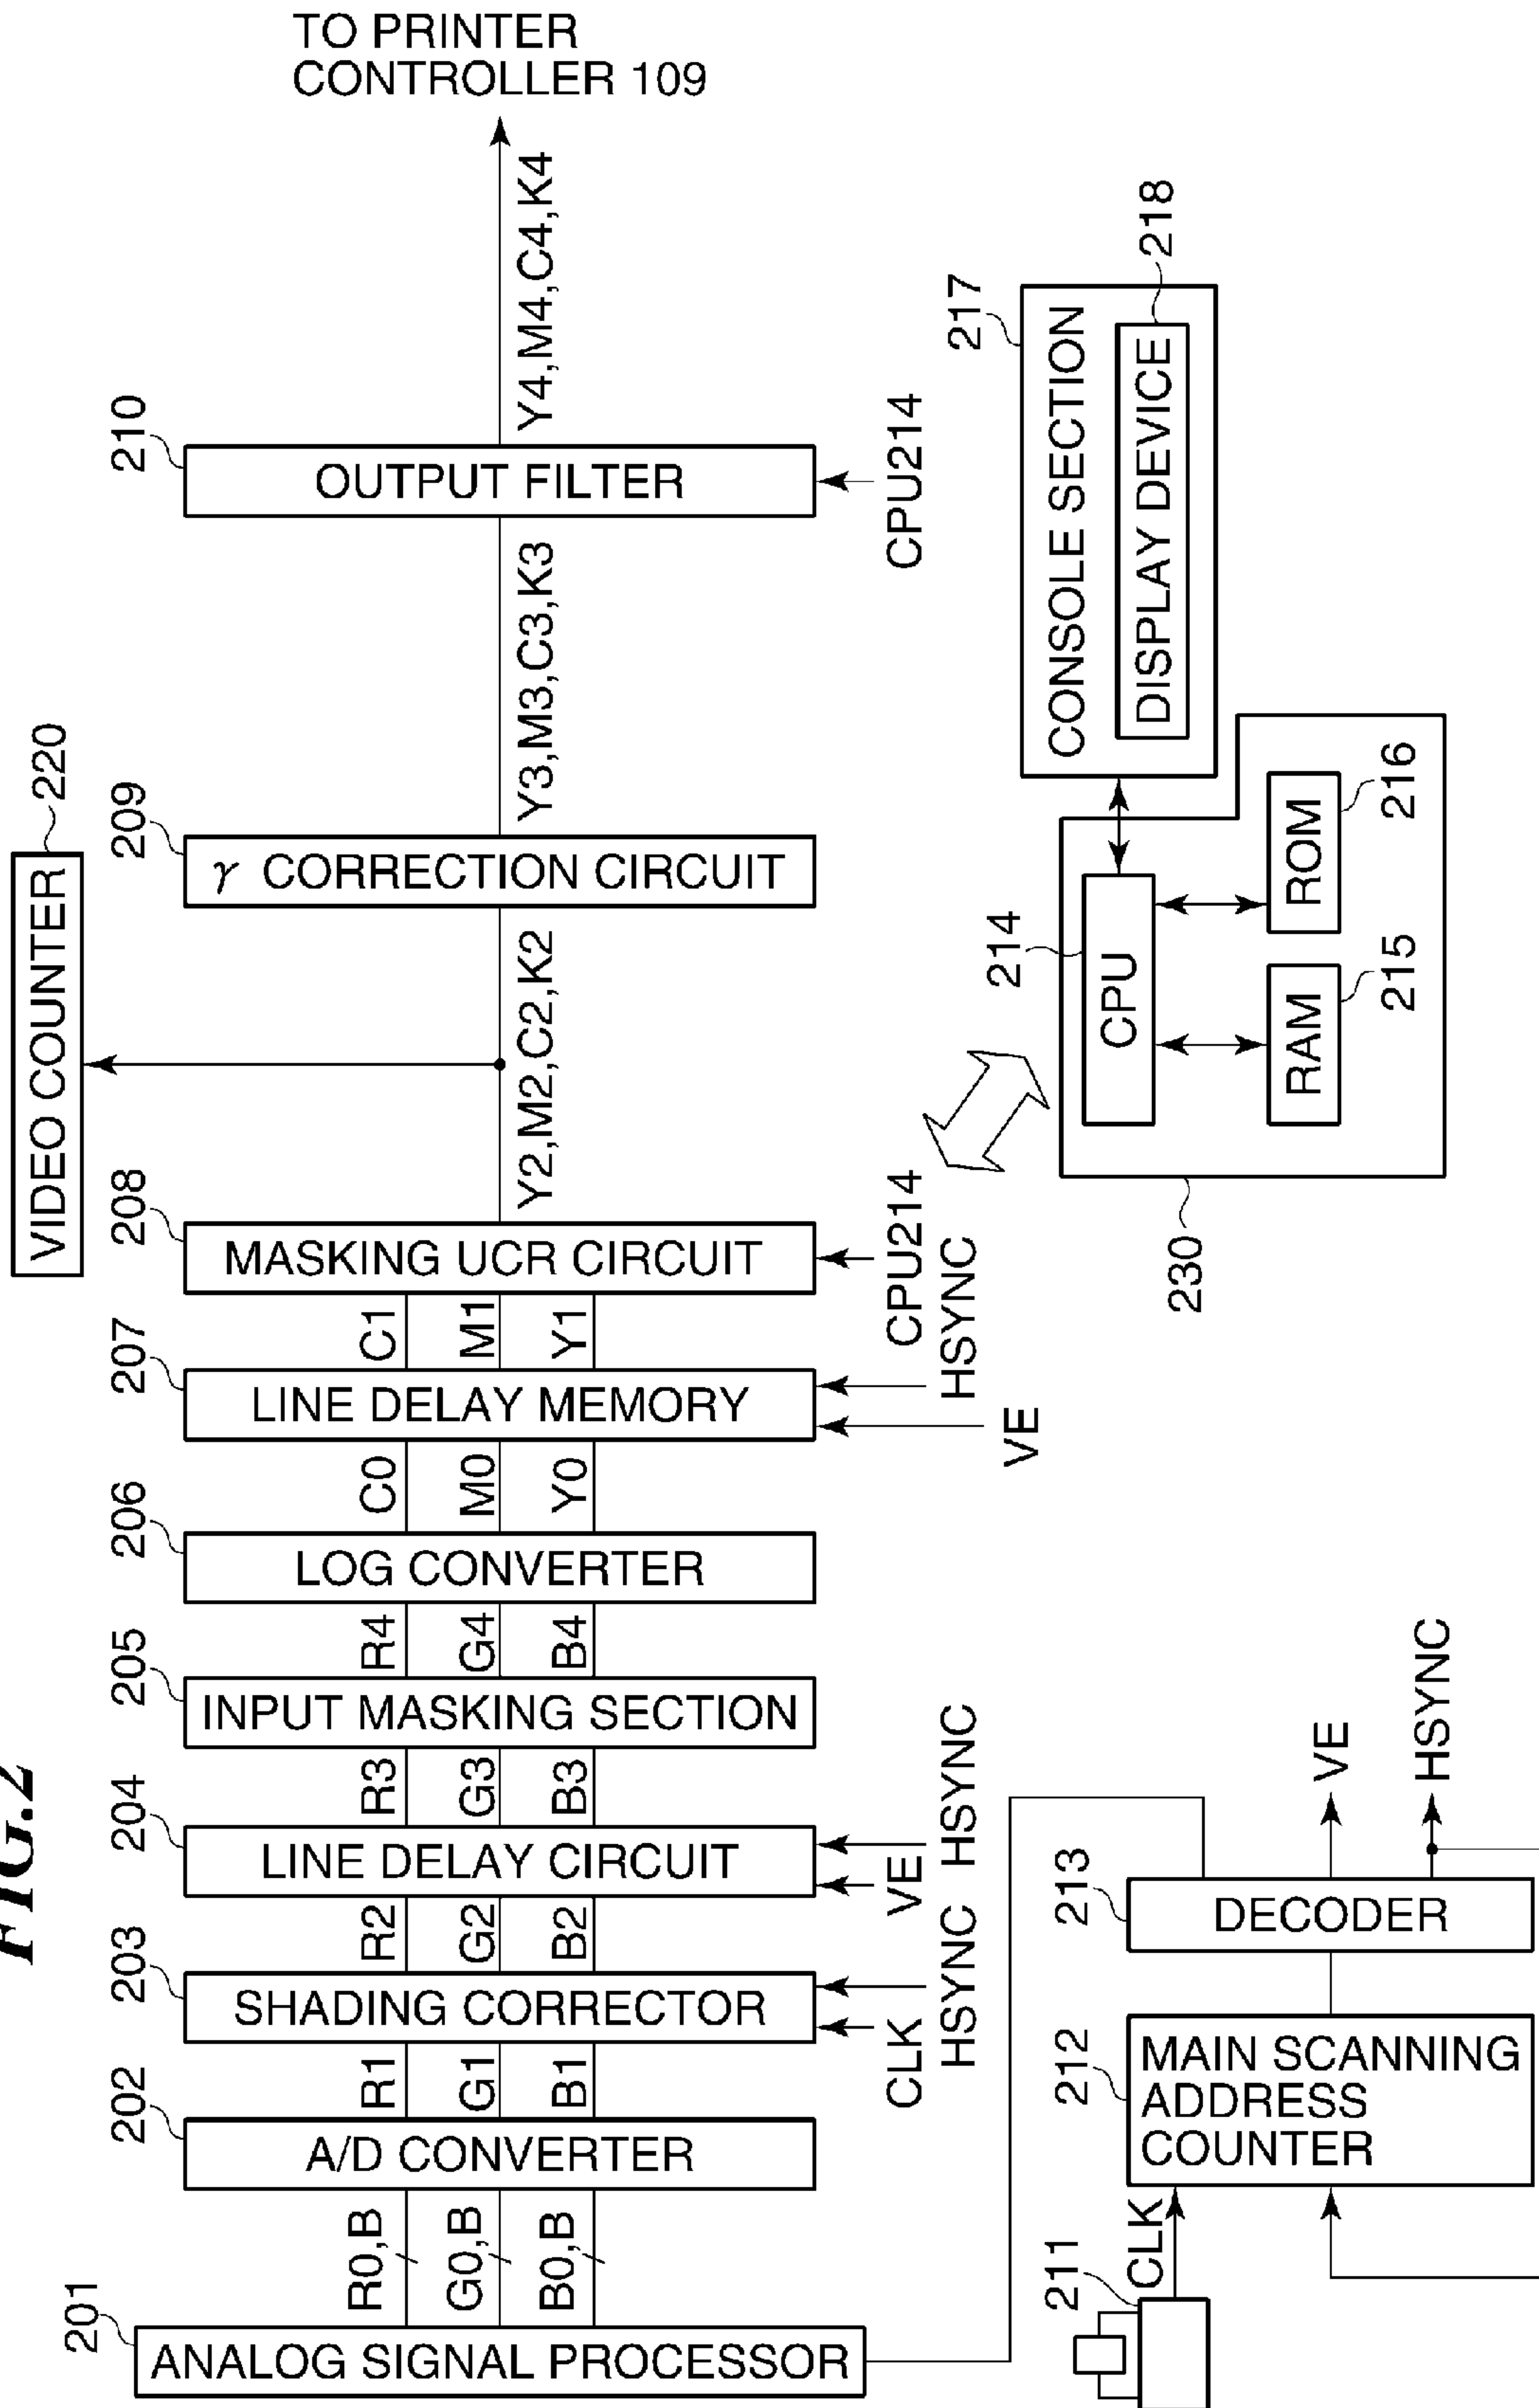 FIG.2
VIDEO COUNTER
220
201
ANALOG SIGNAL PROCESSOR
R0,B
G0,B
B0,B
202
A/D CONVERTER
R1
G1
B1
203
SHADING CORRECTOR
CLK
HSYNC
R2
G2
B2
204
LINE DELAY CIRCUIT
VE
HSYNC
R3
G3
B3
205
INPUT MASKING SECTION
R4
G4
B4
206
LOG CONVERTER
C0
M0
Y0
207
LINE DELAY MEMORY
VE
HSYNC
C1
M1
Y1
208
MASKING UCR CIRCUIT
CPU214
Y2,M2,C2,K2
209
γ CORRECTION CIRCUIT
Y3,M3,C3,K3
210
OUTPUT FILTER
CPU214
Y4,M4,C4,K4
TO PRINTER
CONTROLLER 109
211
CLK
212
MAIN SCANNING
ADDRESS
COUNTER
213
DECODER
VE
HSYNC
230
214
CPU
RAM
215
ROM
216
217
CONSOLE SECTION
DISPLAY DEVICE
218